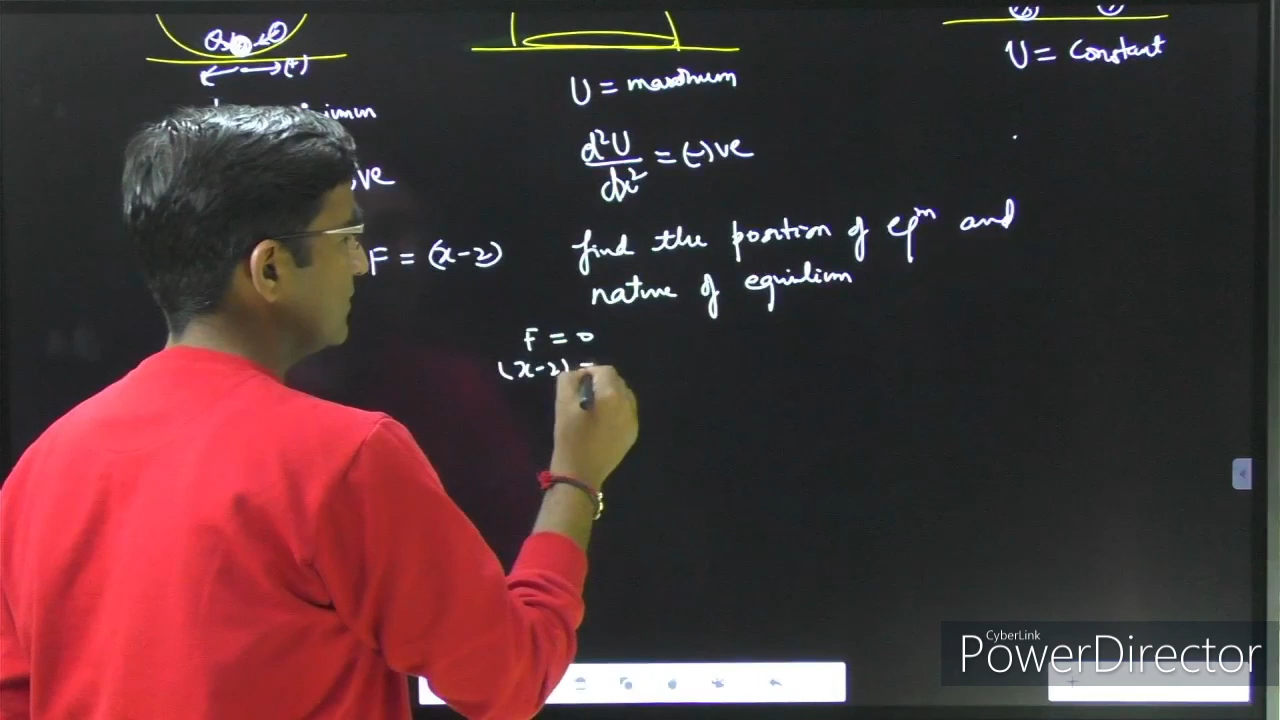 (+)
U = maximum
U = constant
d²U/dx² = (-)ve
ve
F = (x-2)
find the position of eqᵐ and
nature of equilibrium
F = 0
(x-2) =
CyberLink
PowerDirector